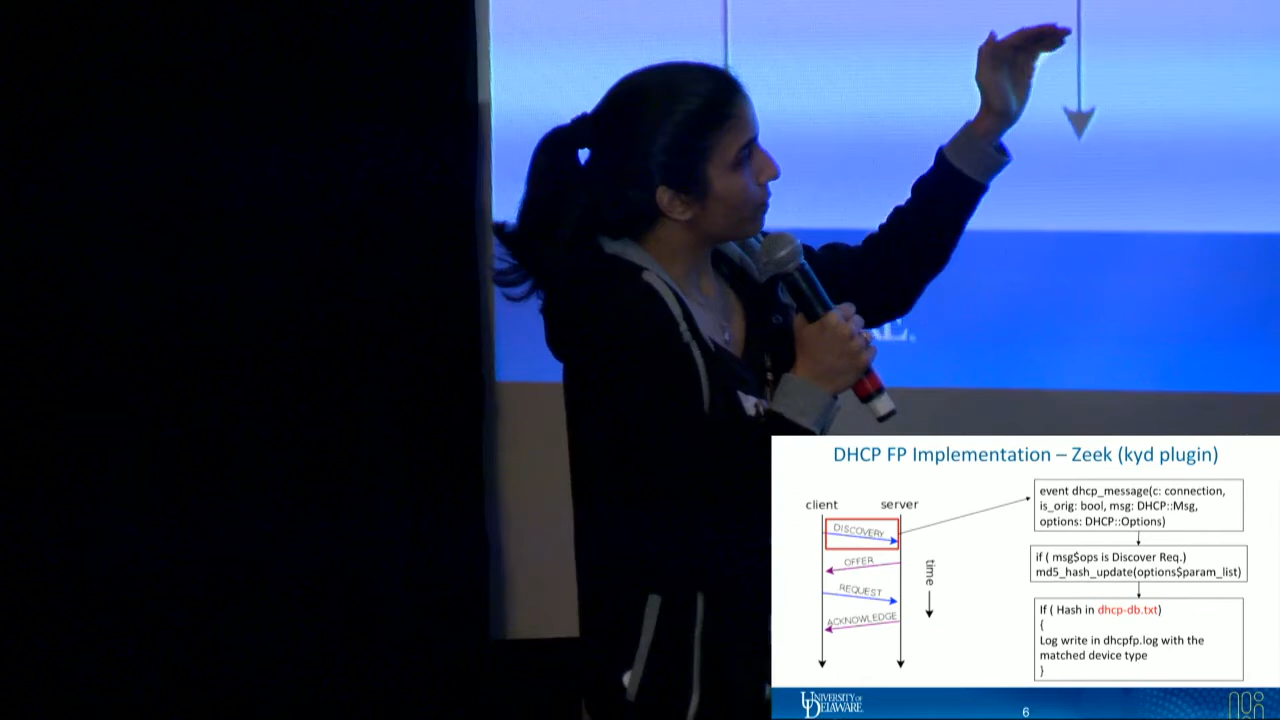 DHCP FP Implementation – Zeek (kyd plugin)
client server
DISCOVERY
OFFER
REQUEST
ACKNOWLEDGE
time
event dhcp_message(c: connection,
is_orig: bool, msg: DHCP::Msg,
options: DHCP::Options)
if ( msg$ops is Discover Req.)
md5_hash_update(options$param_list)
If ( Hash in dhcp-db.txt)
{
Log write in dhcpfp.log with the
matched device type
}
UNIVERSITY OF
DELAWARE.
6